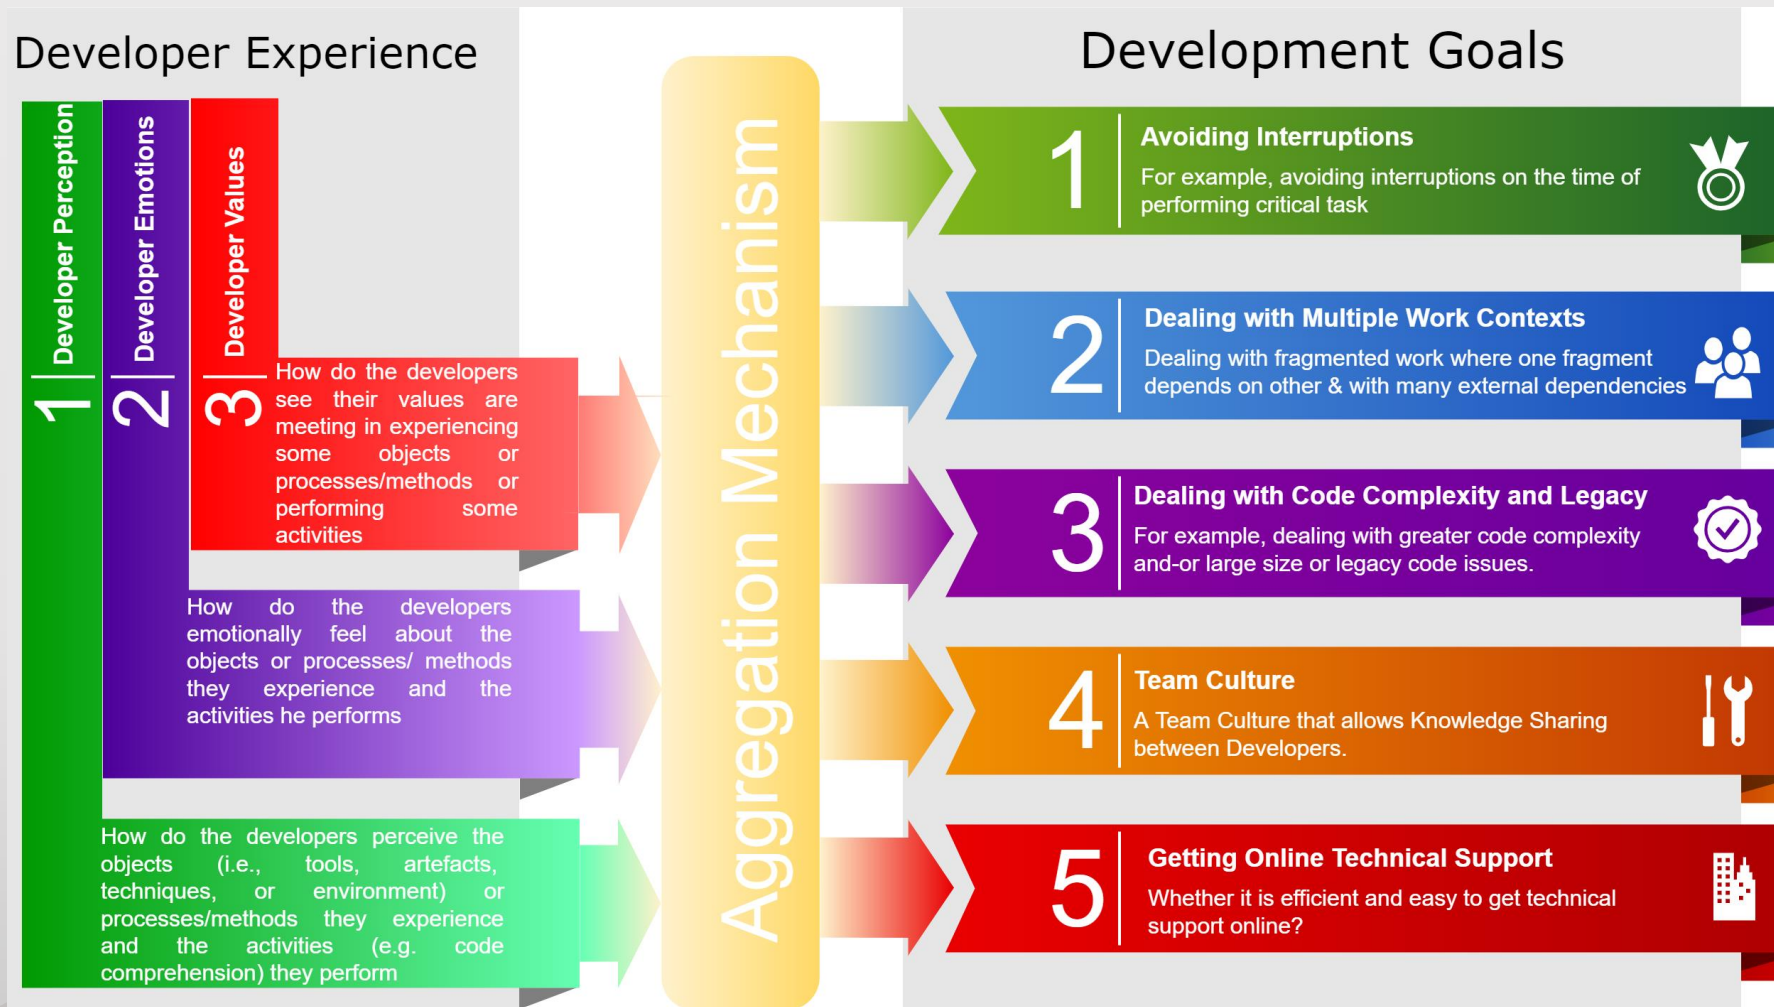 Developer Experience
1
Developer Perception
2
Developer Emotions
3
Developer Values
How do the developers
see their values are
meeting in experiencing
some objects or
processes/methods or
performing some
activities
How do the developers
emotionally feel about the
objects or processes/ methods
they experience and the
activities he performs
How do the developers perceive the
objects (i.e., tools, artefacts,
techniques, or environment) or
processes/methods they experience
and the activities (e.g. code
comprehension) they perform
Aggregation Mechanism
Development Goals
1
Avoiding Interruptions
For example, avoiding interruptions on the time of
performing critical task
2
Dealing with Multiple Work Contexts
Dealing with fragmented work where one fragment
depends on other & with many external dependencies
3
Dealing with Code Complexity and Legacy
For example, dealing with greater code complexity
and-or large size or legacy code issues.
4
Team Culture
A Team Culture that allows Knowledge Sharing
between Developers.
5
Getting Online Technical Support
Whether it is efficient and easy to get technical
support online?